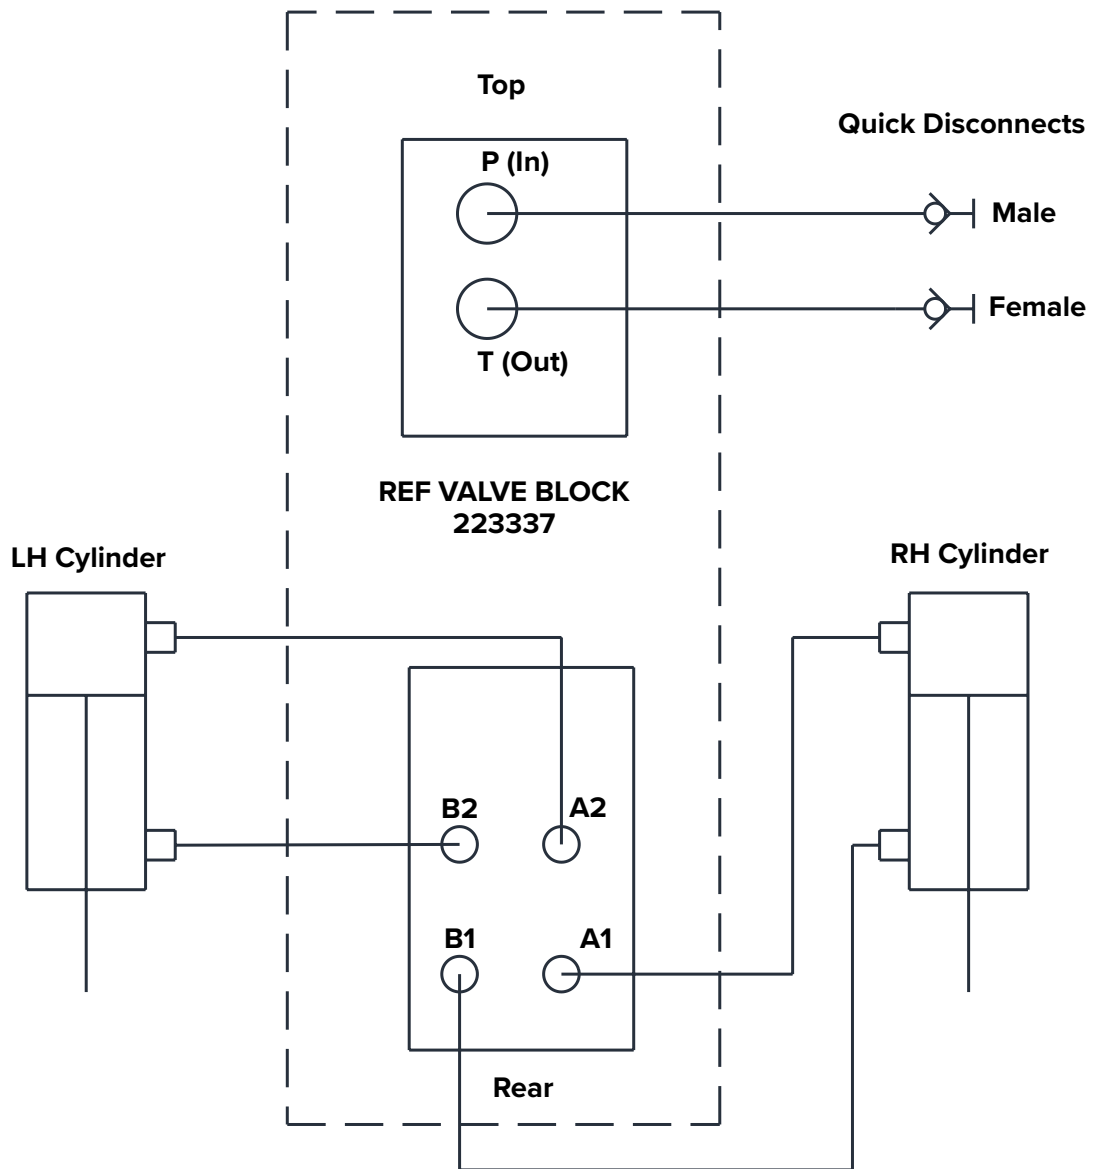 Top
Quick Disconnects
P (In)
Male
Female
T (Out)
REF VALVE BLOCK
223337
LH Cylinder
RH Cylinder
B2
A2
B1
A1
Rear